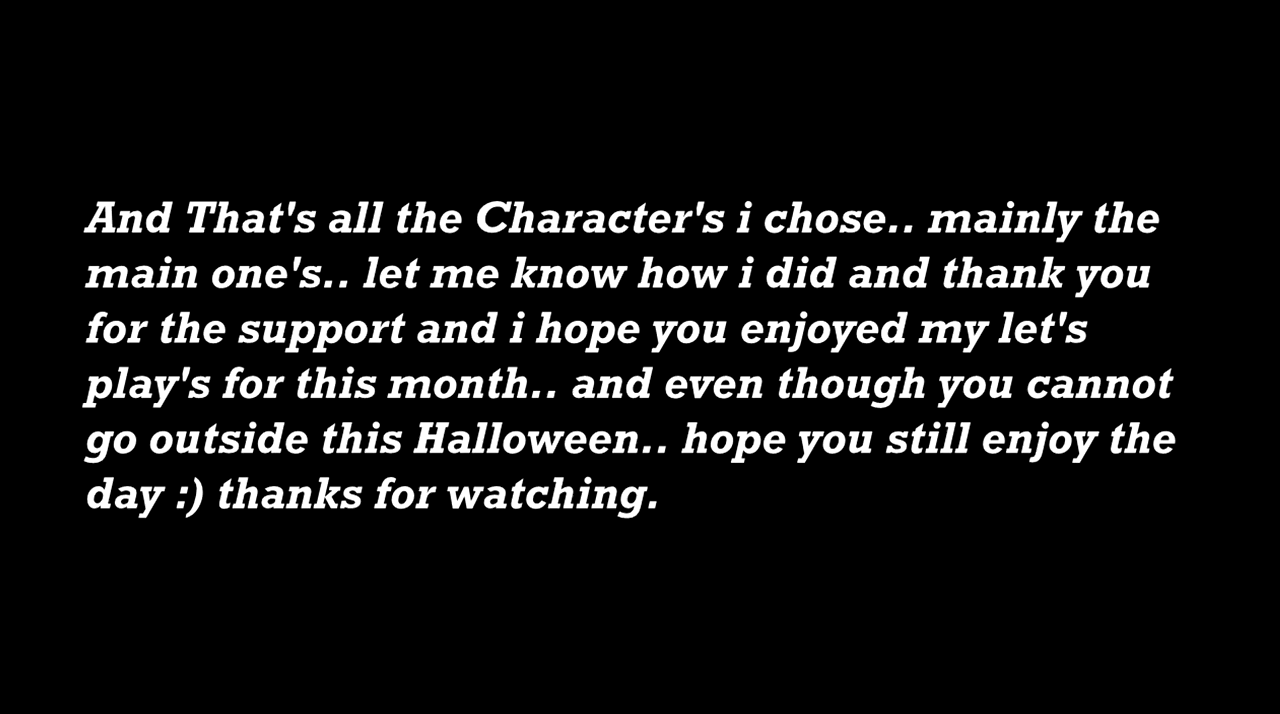 And That's all the Character's i chose.. mainly the
main one's.. let me know how i did and thank you
for the support and i hope you enjoyed my let's
play's for this month.. and even though you cannot
go outside this Halloween.. hope you still enjoy the
day :) thanks for watching.